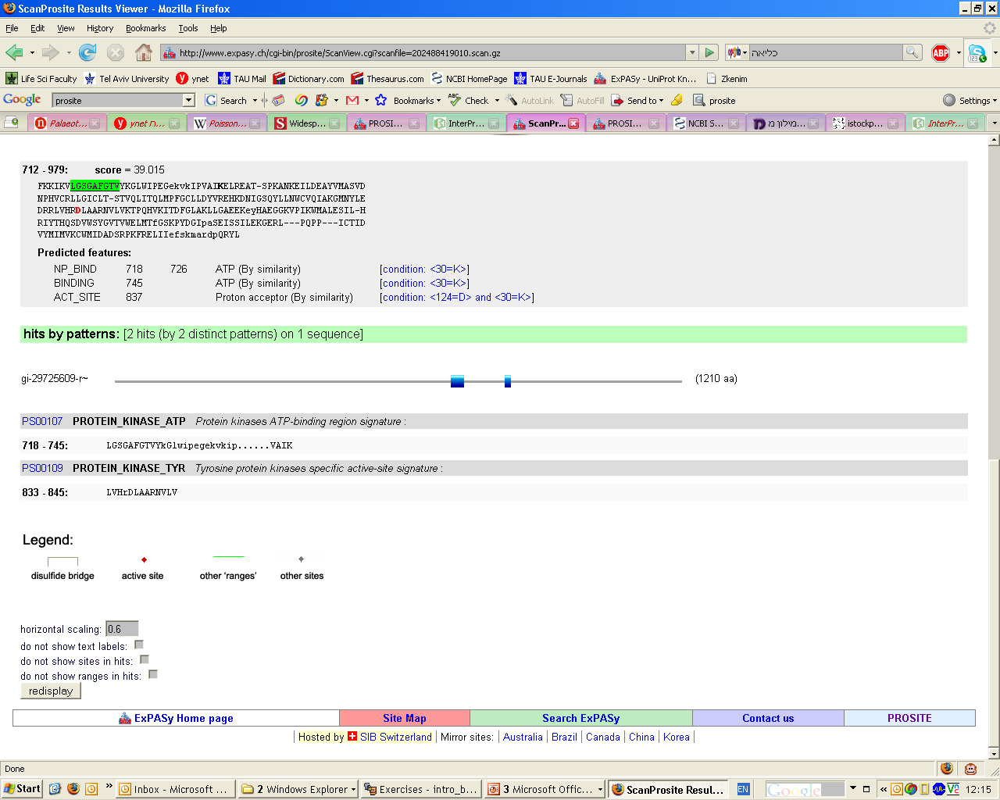 ScanProsite Results Viewer - Mozilla Firefox
File Edit View History Bookmarks Tools Help
http://www.expasy.ch/cgi-bin/prosite/ScanView.cgi?scanfile=202488419010.scan.gz כליאה ABP
Life Sci Faculty Tel Aviv University ynet TAU Mail Dictionary.com Thesaurus.com NCBI HomePage TAU E-Journals ExPASy - UniProt Kn... Zkenim
Google prosite Search Bookmarks Check AutoLink AutoFill Send to prosite Settings
Palaeot... ynet ח... Poisson... Widesp... PROSI... InterPr... ScanPr... PROSI... NCBI S... מילון מ... istockp... InterPr...
712 - 979: score = 39.015
FKKIKVLGSGAFGTVYKGLWIPEGekvkIPVAIKELREAT-SPKANKEILDEAYVMASVD
NPHVCRLLGICLT-STVQLITQLMPFGCLLDYVREHKDNIGSQYLLNWCVQIAKGMNYLE
DRRLVHRDLAARNVLVKTPQHVKITDFGLAKLLGAEEKeyHAEGGKVPIKWMALESIL-H
RIYTHQSDVWSYGVTVWELMTfGSKPYDGIpaSEISSILEKGERL---PQPP---ICTID
VYMIMVKCWMIDADSRPKFRELIIefskmardpQRYL
Predicted features:
NP_BIND 718 726 ATP (By similarity) [condition: <30=K>]
BINDING 745 ATP (By similarity) [condition: <30=K>]
ACT_SITE 837 Proton acceptor (By similarity) [condition: <124=D> and <30=K>]
hits by patterns: [2 hits (by 2 distinct patterns) on 1 sequence]
gi-29725609-r~ (1210 aa)
PS00107 PROTEIN_KINASE_ATP Protein kinases ATP-binding region signature :
718 - 745: LGSGAFGTVYkGlwipegekvkip......VAIK
PS00109 PROTEIN_KINASE_TYR Tyrosine protein kinases specific active-site signature :
833 - 845: LVHrDLAARNVLV
Legend:
disulfide bridge active site other 'ranges' other sites
horizontal scaling: 0.6
do not show text labels:
do not show sites in hits:
do not show ranges in hits:
redisplay
ExPASy Home page Site Map Search ExPASy Contact us PROSITE
Hosted by SIB Switzerland Mirror sites: Australia Brazil Canada China Korea
Done
Start Inbox - Microsoft ... 2 Windows Explorer Exercises - intro_b... 3 Microsoft Offic... ScanProsite Resul... EN Google 12:15